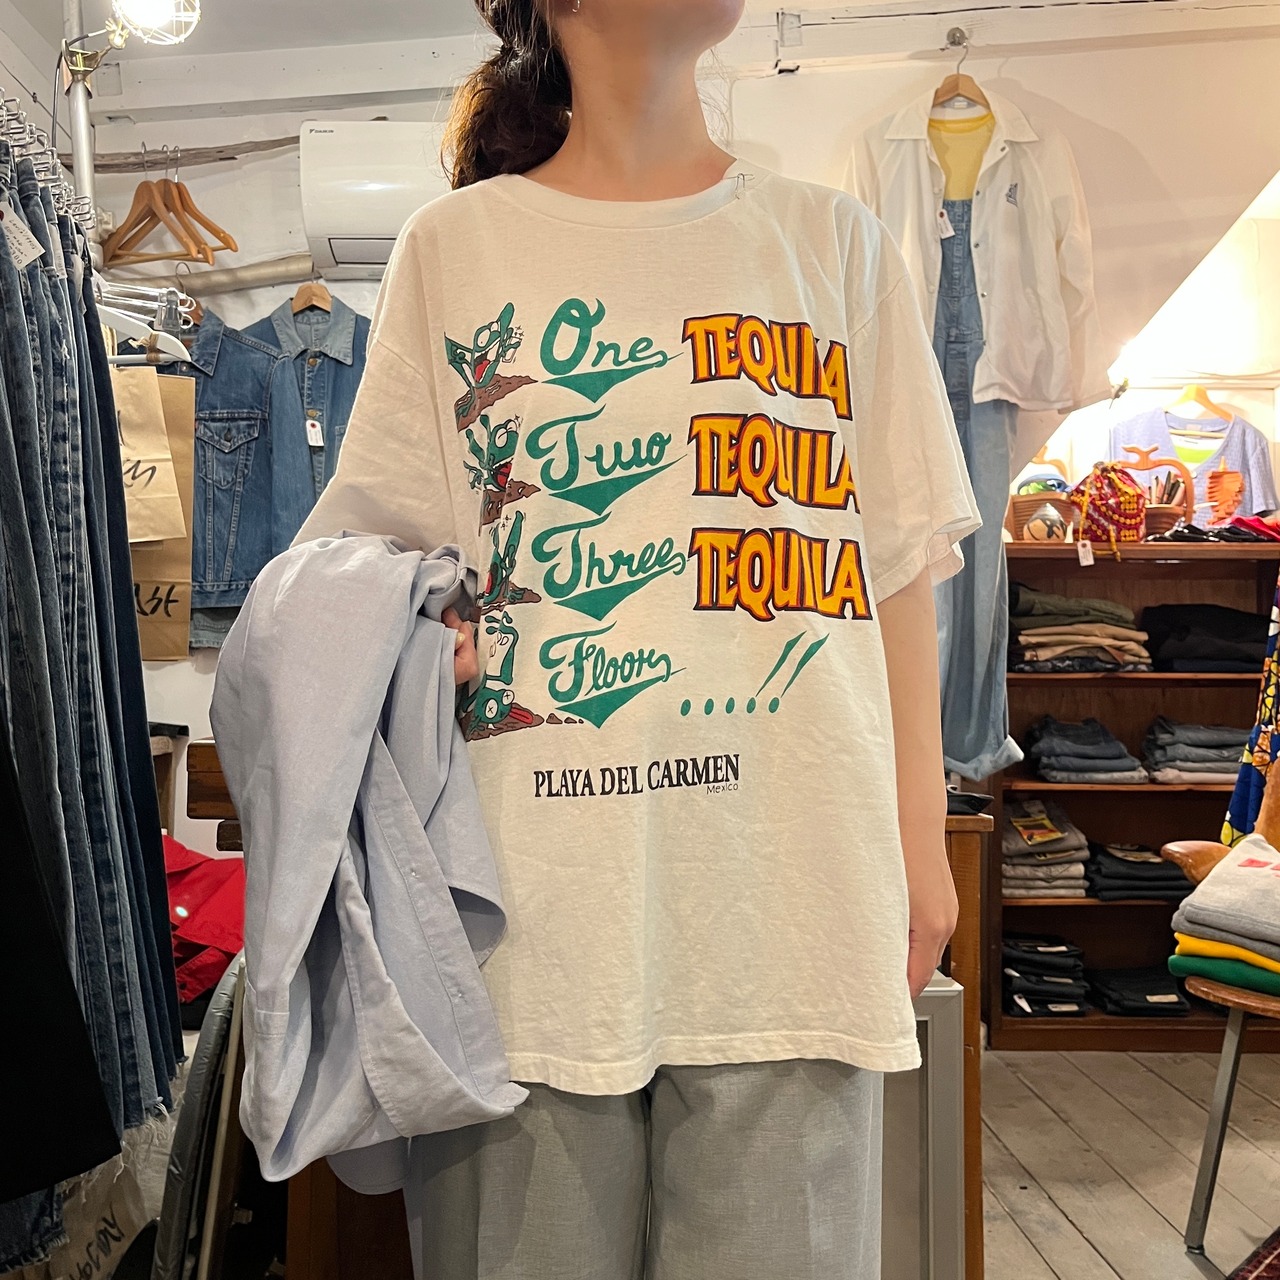 One TEQUILA
Two TEQUILA
Three TEQUILA
Floor.....!!
PLAYA DEL CARMEN
Mexico